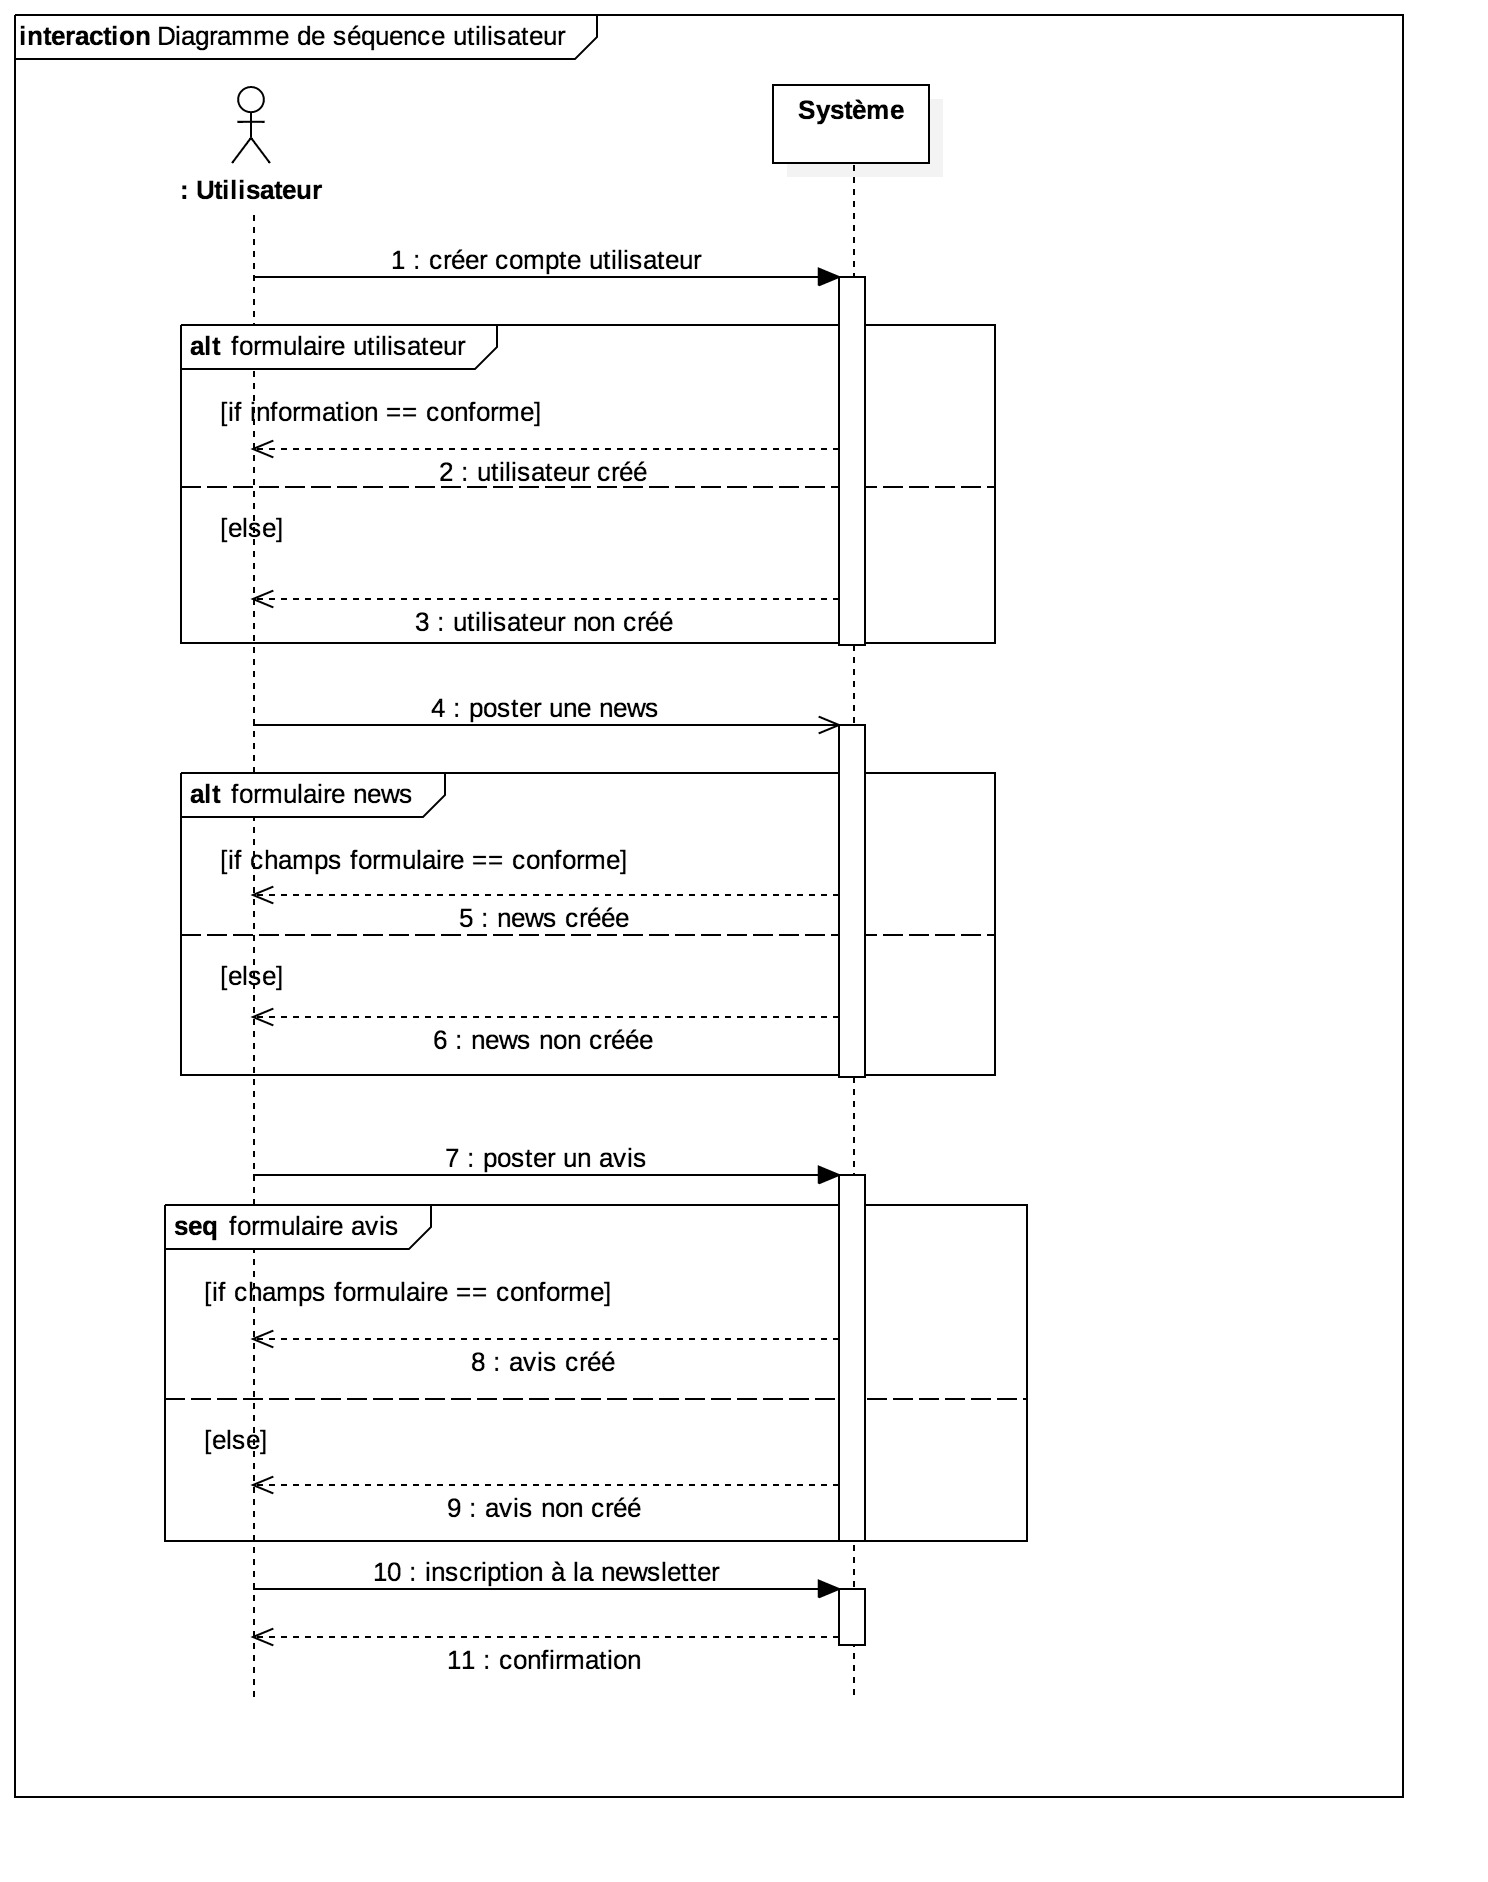 interaction Diagramme de séquence utilisateur
Système
: Utilisateur
1 : créer compte utilisateur
alt formulaire utilisateur
[if information == conforme]
2 : utilisateur créé
[else]
3 : utilisateur non créé
4 : poster une news
alt formulaire news
[if champs formulaire == conforme]
5 : news créée
[else]
6 : news non créée
7 : poster un avis
seq formulaire avis
[if champs formulaire == conforme]
8 : avis créé
[else]
9 : avis non créé
10 : inscription à la newsletter
11 : confirmation